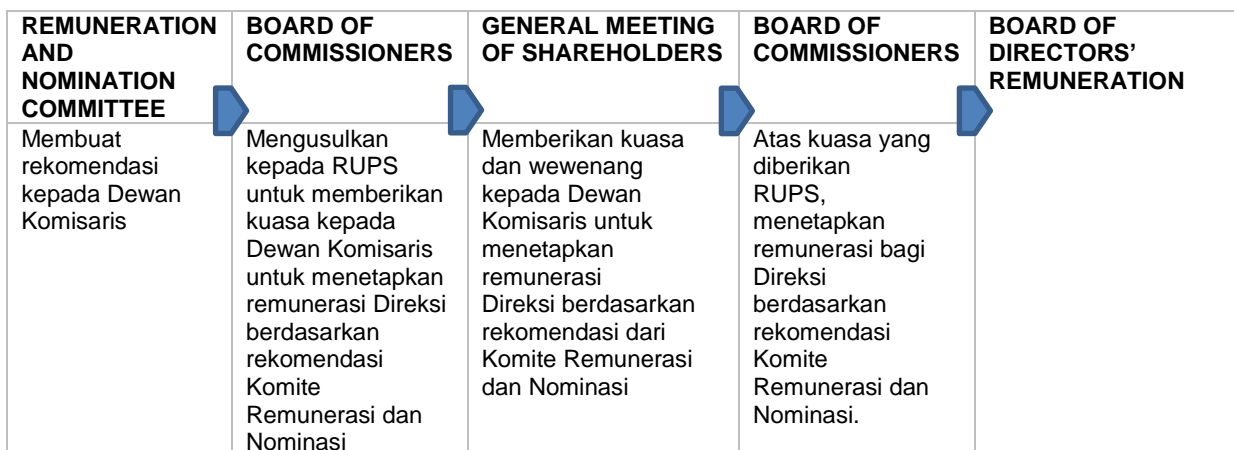 REMUNERATION
AND
NOMINATION
COMMITTEE
BOARD OF
COMMISSIONERS
GENERAL MEETING
OF SHAREHOLDERS
BOARD OF
COMMISSIONERS
BOARD OF
DIRECTORS’
REMUNERATION
Membuat
rekomendasi
kepada Dewan
Komisaris
Mengusulkan
kepada RUPS
untuk memberikan
kuasa kepada
Dewan Komisaris
untuk menetapkan
remunerasi Direksi
berdasarkan
rekomendasi
Komite
Remunerasi dan
Nominasi
Memberikan kuasa
dan wewenang
kepada Dewan
Komisaris untuk
menetapkan
remunerasi
Direksi berdasarkan
rekomendasi dari
Komite Remunerasi
dan Nominasi
Atas kuasa yang
diberikan
RUPS,
menetapkan
remunerasi bagi
Direksi
berdasarkan
rekomendasi
Komite
Remunerasi dan
Nominasi.